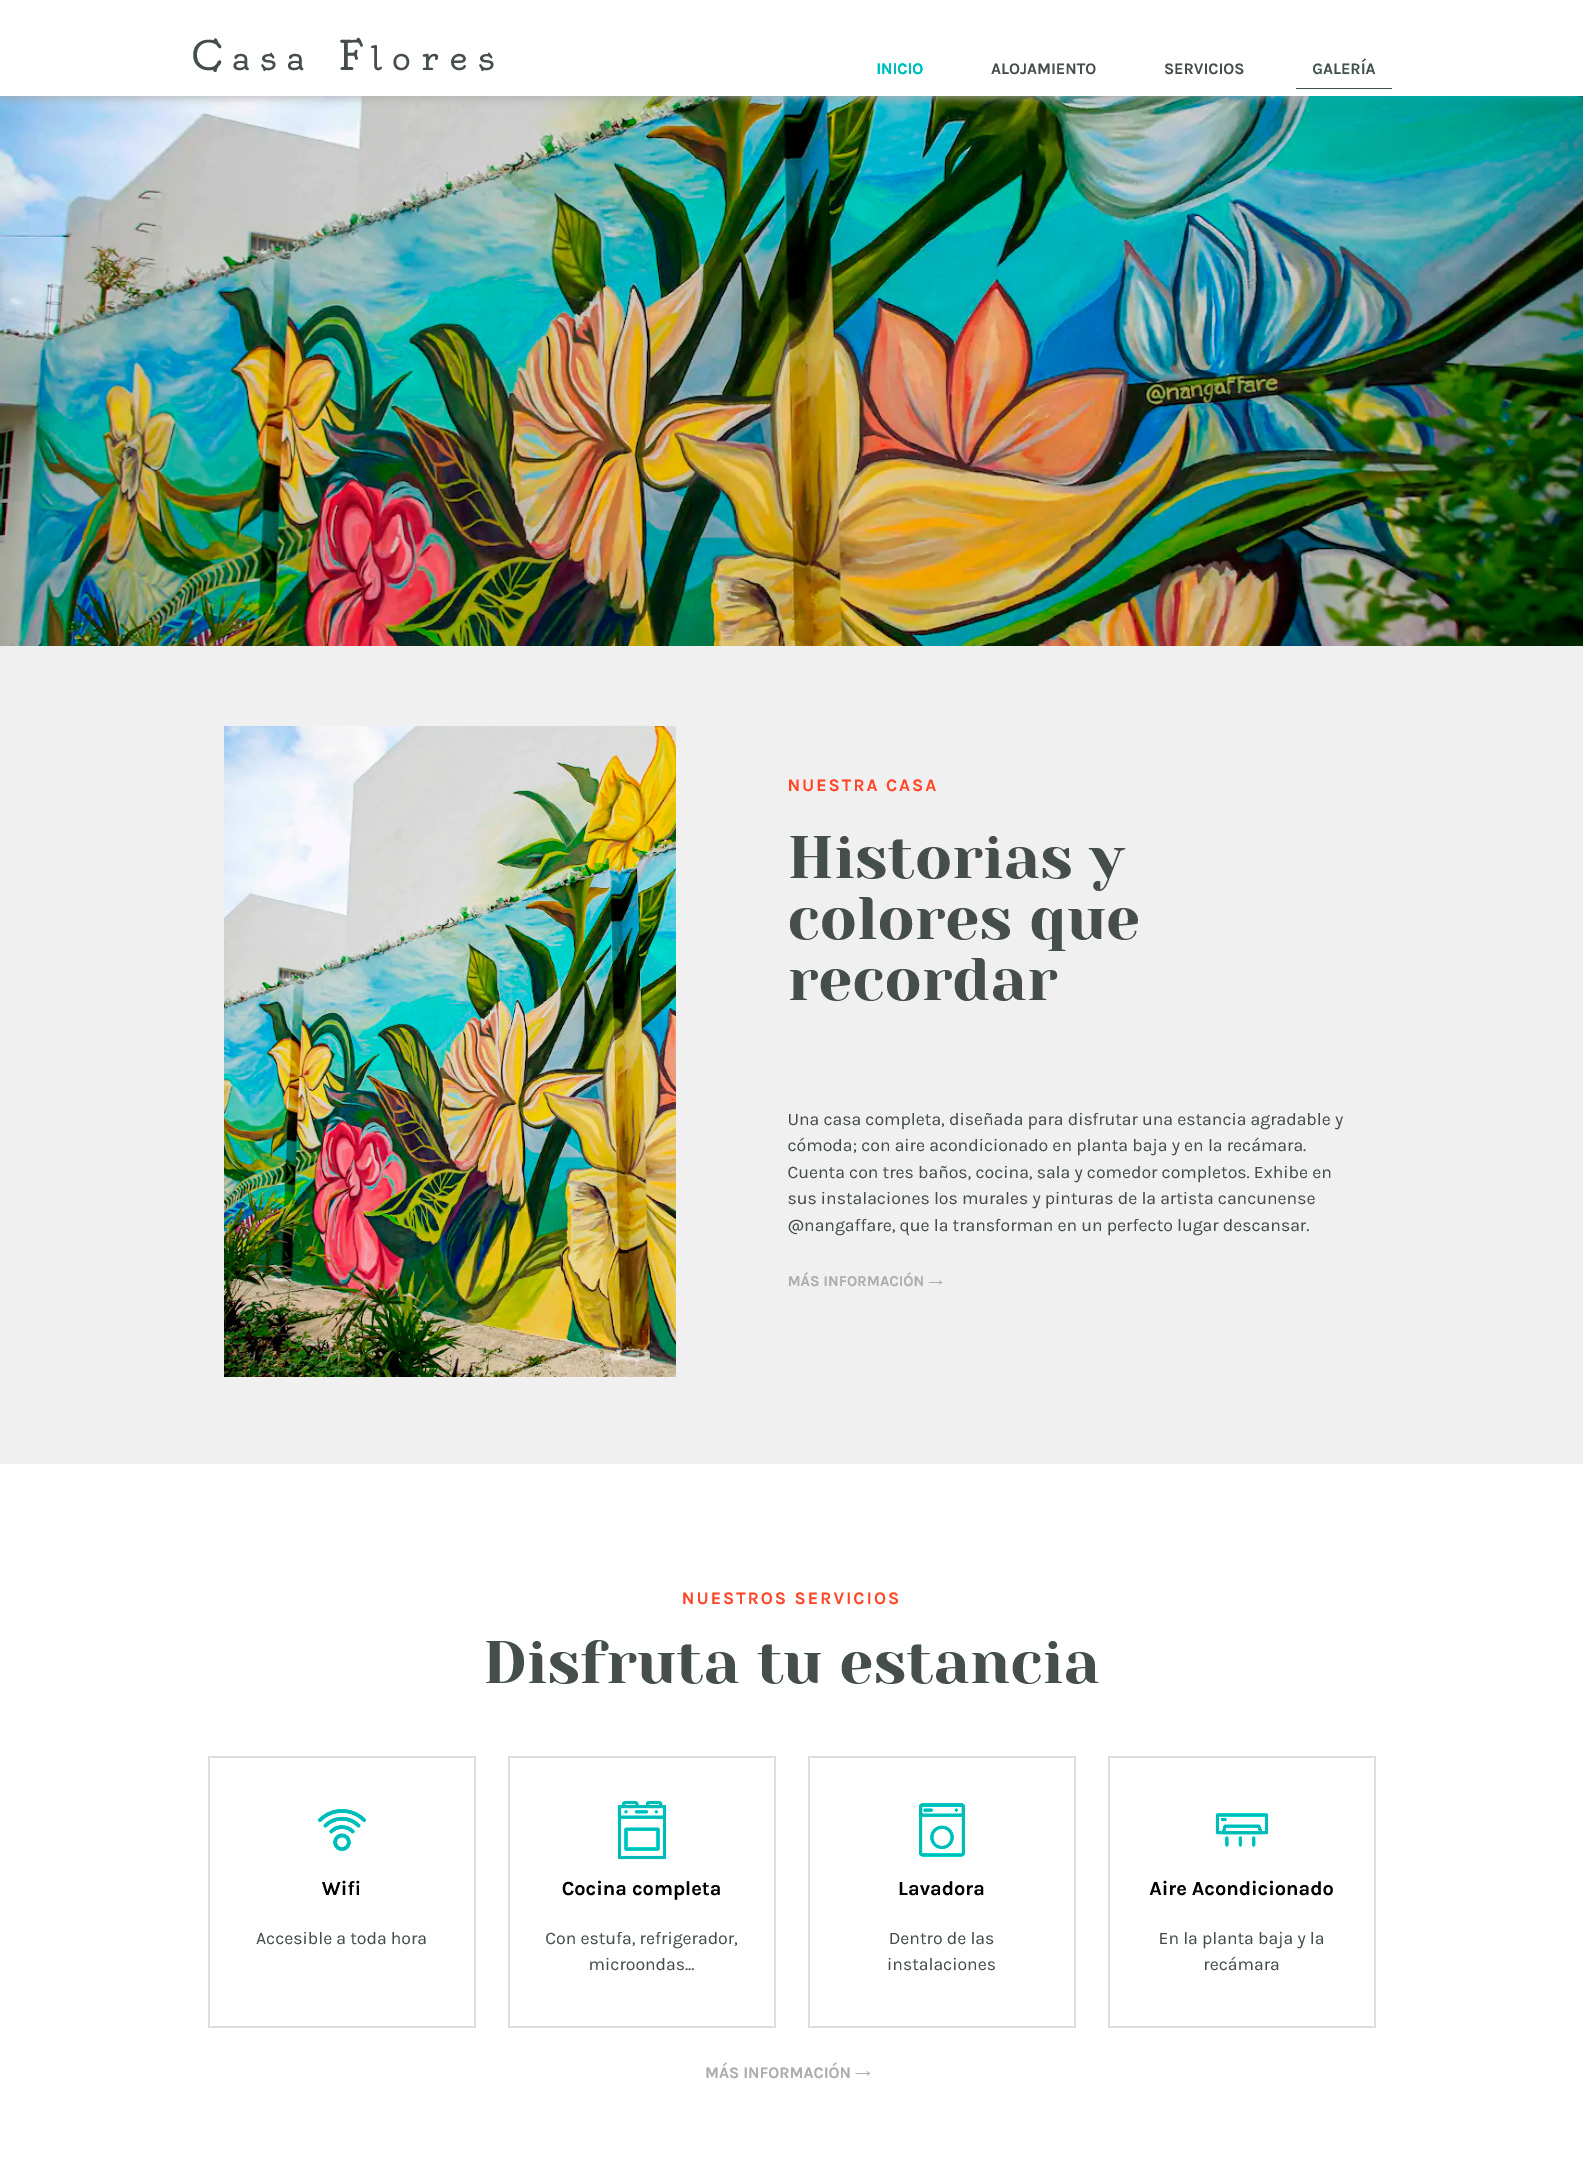 Casa Flores
INICIO ALOJAMIENTO SERVICIOS GALERÍA
@nangaffare
NUESTRA CASA
Historias y
colores que
recordar
Una casa completa, diseñada para disfrutar una estancia agradable y
cómoda; con aire acondicionado en planta baja y en la recámara.
Cuenta con tres baños, cocina, sala y comedor completos. Exhibe en
sus instalaciones los murales y pinturas de la artista cancunense
@nangaffare, que la transforman en un perfecto lugar descansar.
MÁS INFORMACIÓN →
NUESTROS SERVICIOS
Disfruta tu estancia
Wifi
Accesible a toda hora
Cocina completa
Con estufa, refrigerador,
microondas...
Lavadora
Dentro de las
instalaciones
Aire Acondicionado
En la planta baja y la
recámara
MÁS INFORMACIÓN →